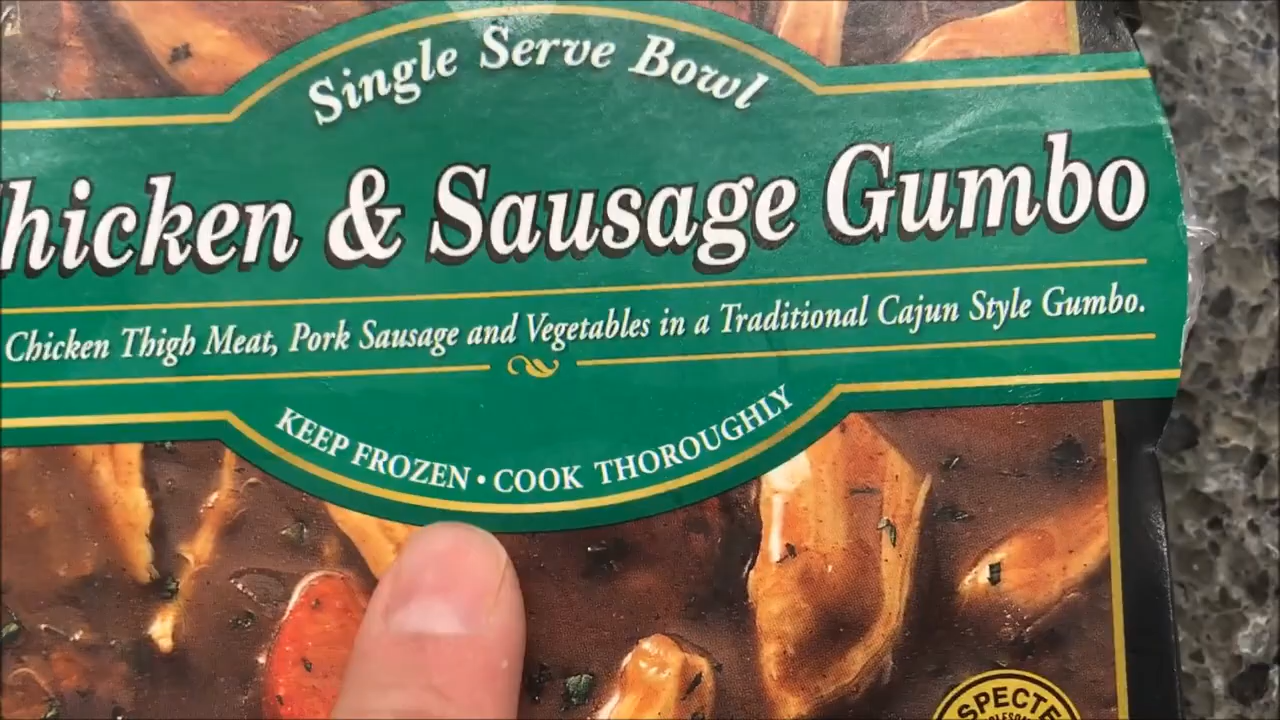 Single Serve Bowl
hicken & Sausage Gumbo
Chicken Thigh Meat, Pork Sausage and Vegetables in a Traditional Cajun Style Gumbo.
KEEP FROZEN • COOK THOROUGHLY
SPECTE